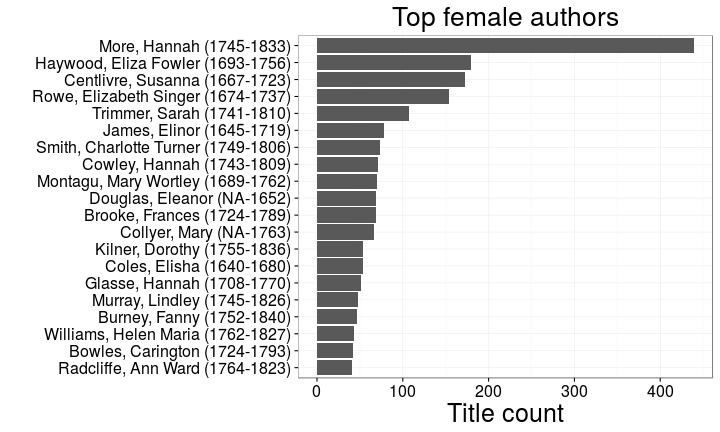 Top female authors
More, Hannah (1745-1833)
Haywood, Eliza Fowler (1693-1756)
Centlivre, Susanna (1667-1723)
Rowe, Elizabeth Singer (1674-1737)
Trimmer, Sarah (1741-1810)
James, Elinor (1645-1719)
Smith, Charlotte Turner (1749-1806)
Cowley, Hannah (1743-1809)
Montagu, Mary Wortley (1689-1762)
Douglas, Eleanor (NA-1652)
Brooke, Frances (1724-1789)
Collyer, Mary (NA-1763)
Kilner, Dorothy (1755-1836)
Coles, Elisha (1640-1680)
Glasse, Hannah (1708-1770)
Murray, Lindley (1745-1826)
Burney, Fanny (1752-1840)
Williams, Helen Maria (1762-1827)
Bowles, Carington (1724-1793)
Radcliffe, Ann Ward (1764-1823)
0 100 200 300 400
Title count